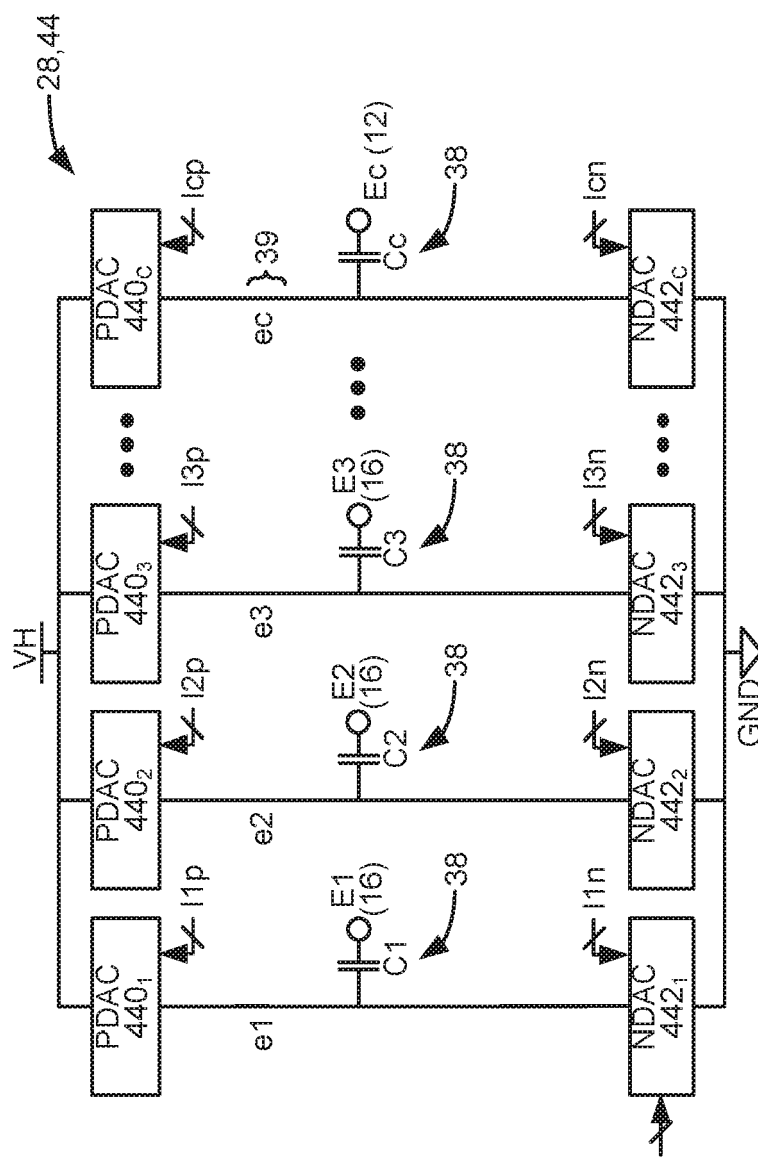 28,44
VH
PDAC
440₁
PDAC
440₂
PDAC
440₃
PDAC
440C
I1p
I2p
I3p
Icp
e1
e2
e3
ec
39
E1
(16)
E2
(16)
E3
(16)
Ec (12)
C1
C2
C3
Cc
38
38
38
38
I1n
I2n
I3n
Icn
NDAC
442₁
NDAC
442₂
NDAC
442₃
NDAC
442C
GND